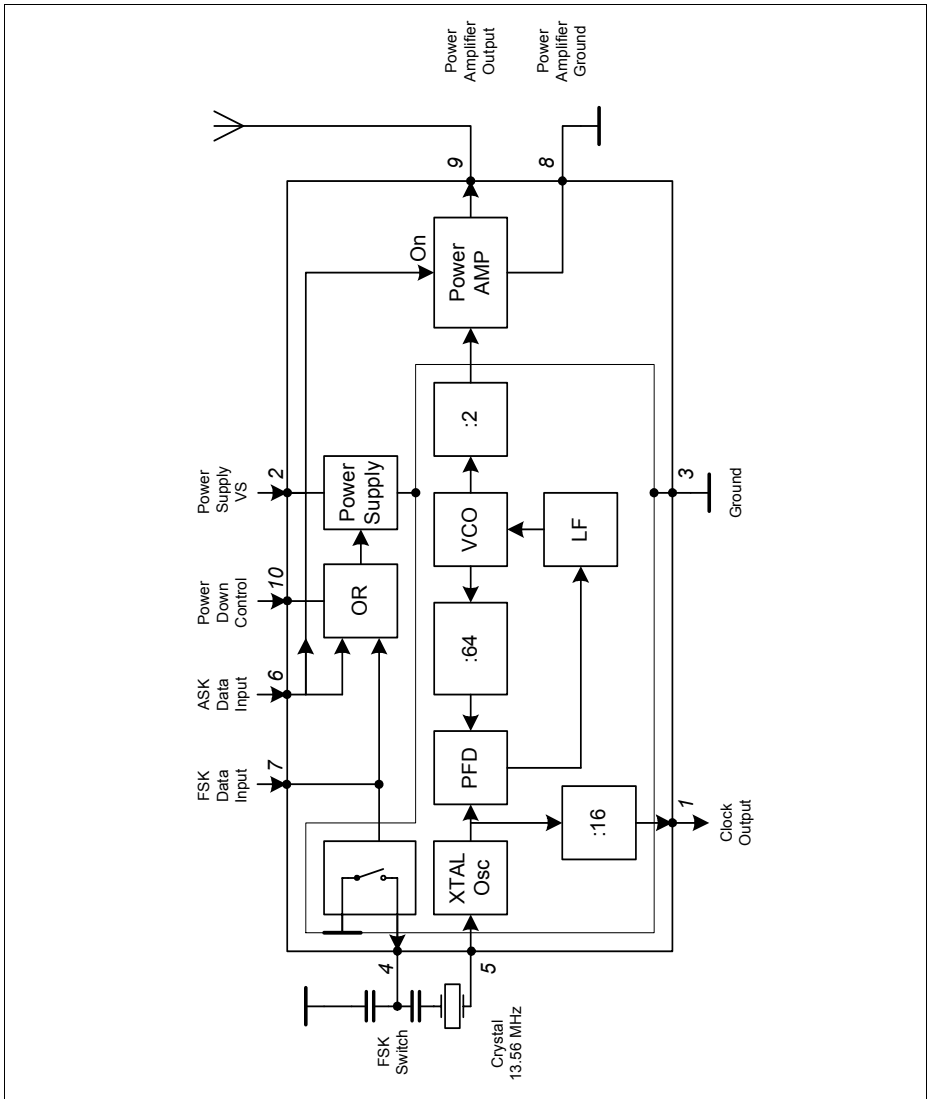 FSK
Data
Input
7
ASK
Data
Input
6
Power
Down
Control
10
Power
Supply
VS
2
Power
Amplifier
Output
9
Power
Amplifier
Ground
8
OR
Power
Supply
On
Power
AMP
4
FSK
Switch
5
Crystal
13.56 MHz
XTAL
Osc
PFD
:64
VCO
:2
:16
LF
1
Clock
Output
3
Ground